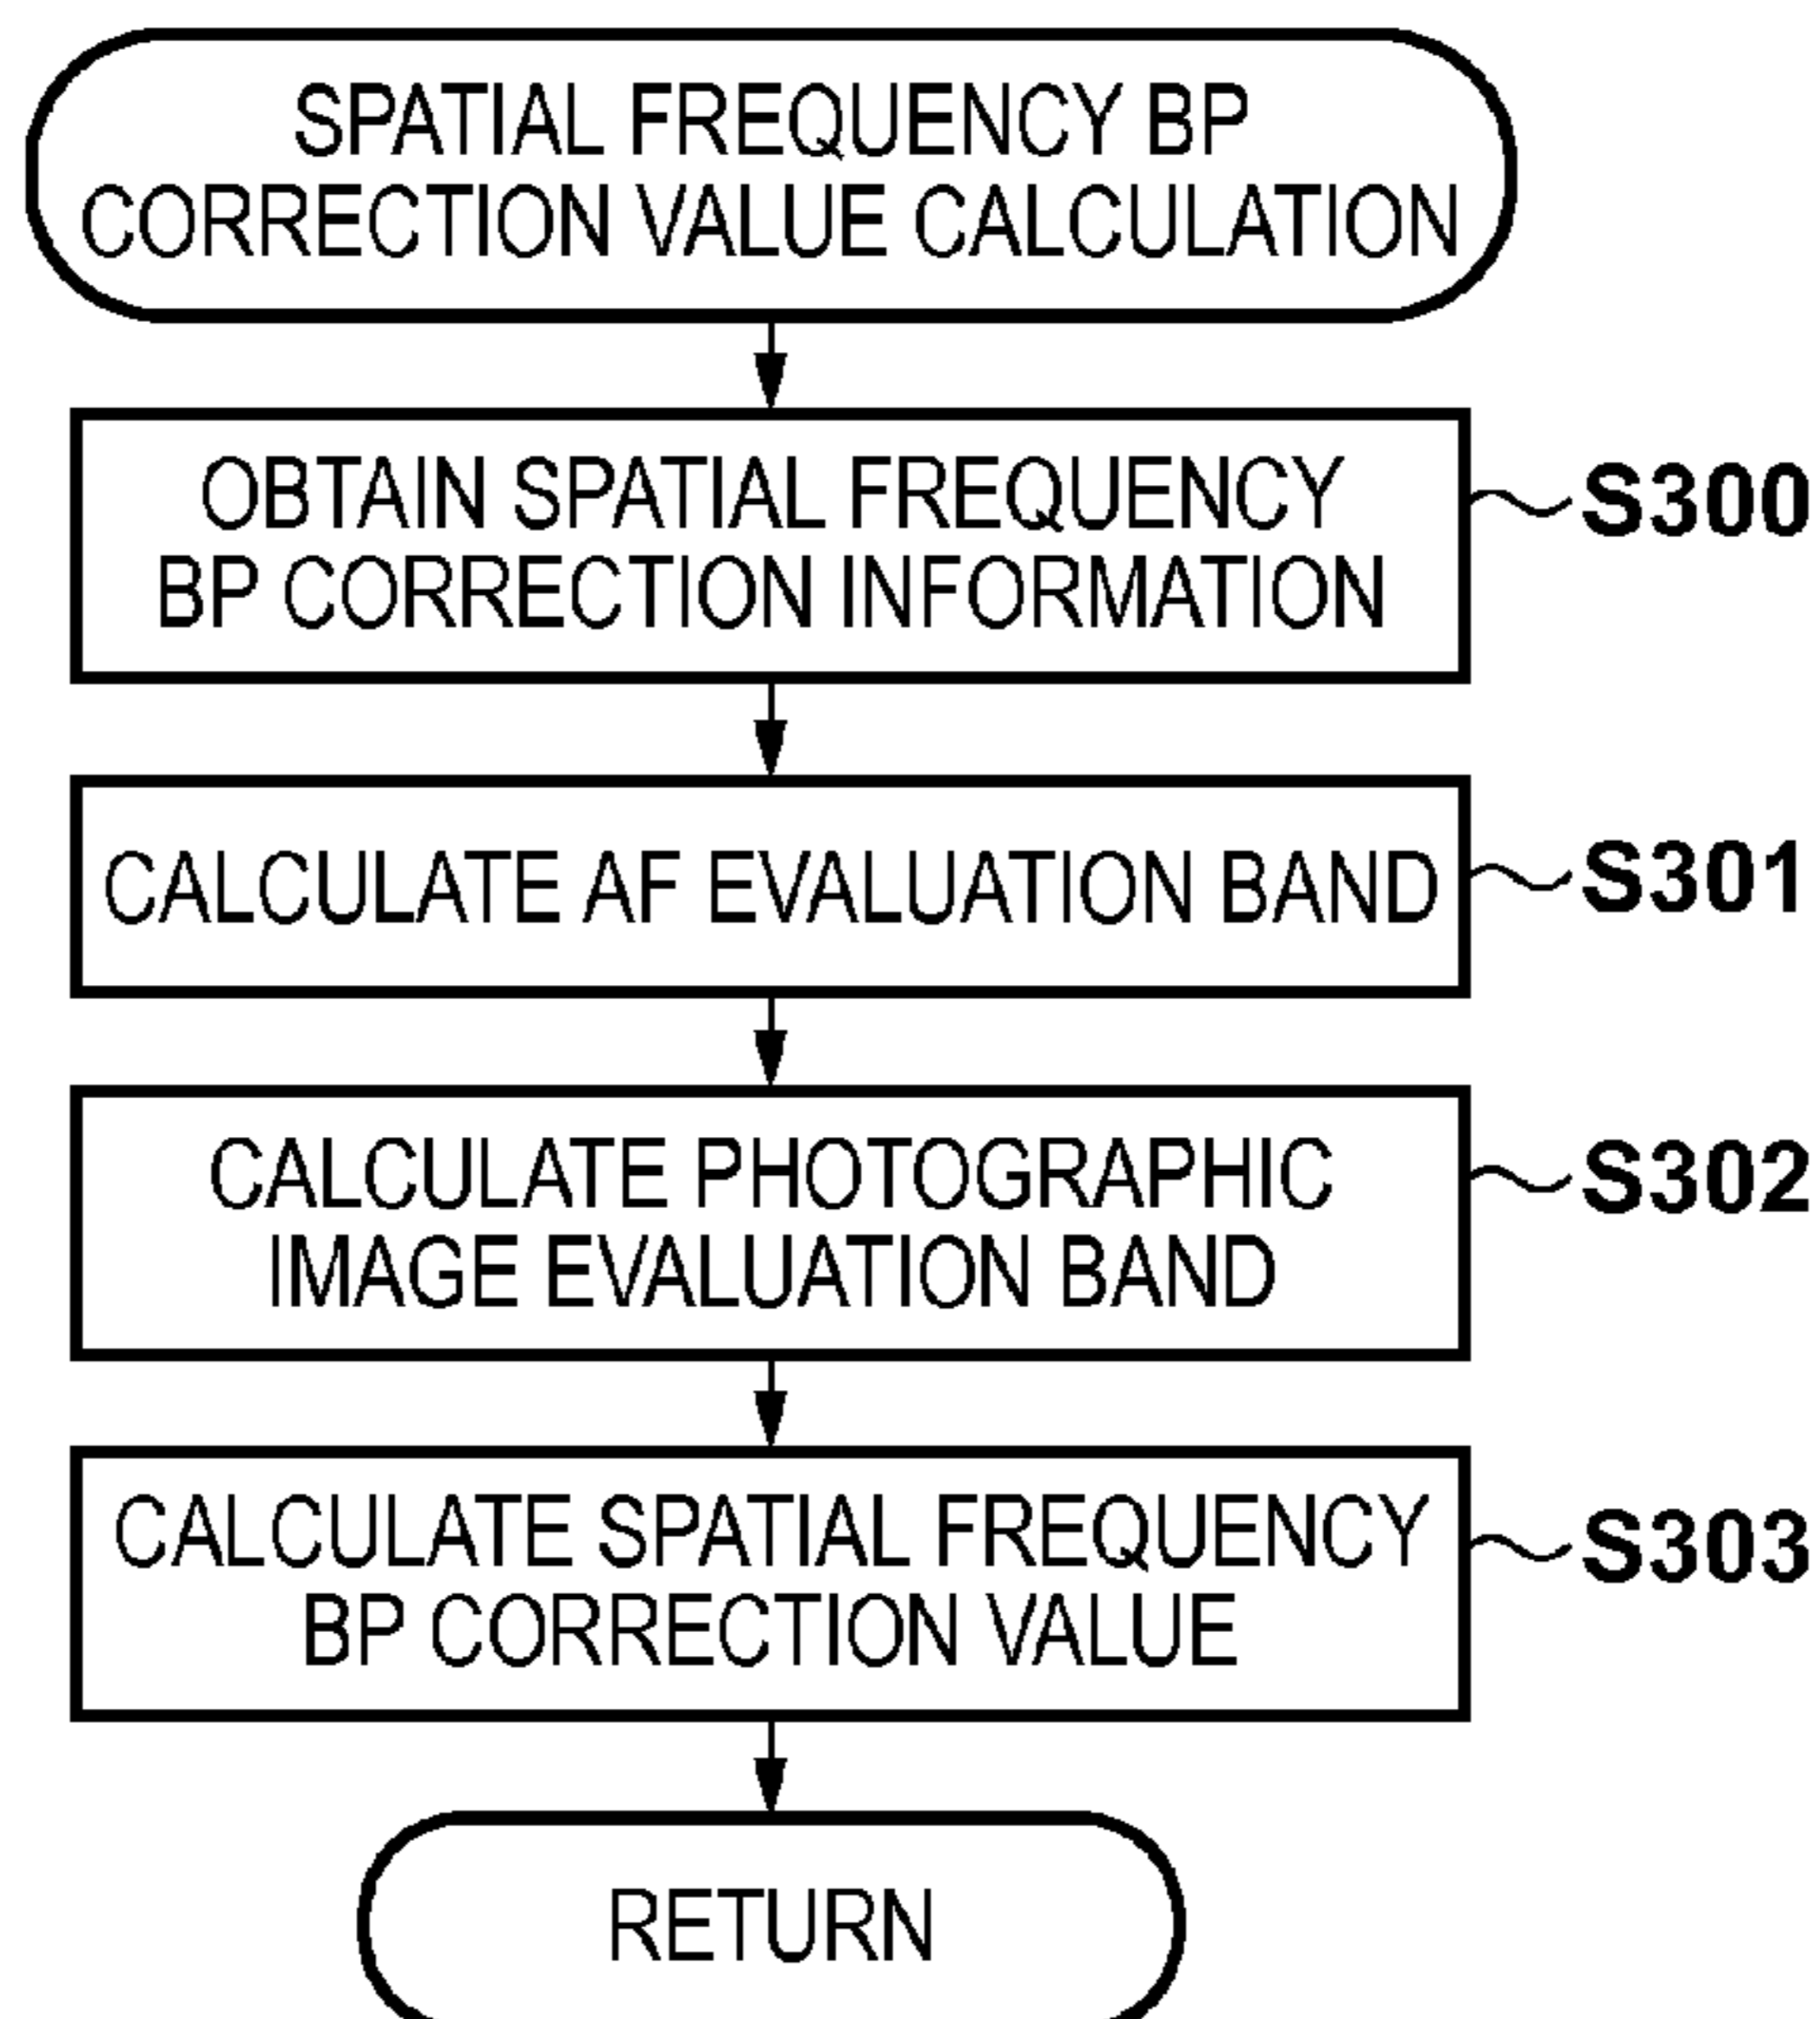 SPATIAL FREQUENCY BP
CORRECTION VALUE CALCULATION
OBTAIN SPATIAL FREQUENCY
BP CORRECTION INFORMATION
S300
CALCULATE AF EVALUATION BAND
S301
CALCULATE PHOTOGRAPHIC
IMAGE EVALUATION BAND
S302
CALCULATE SPATIAL FREQUENCY
BP CORRECTION VALUE
S303
RETURN